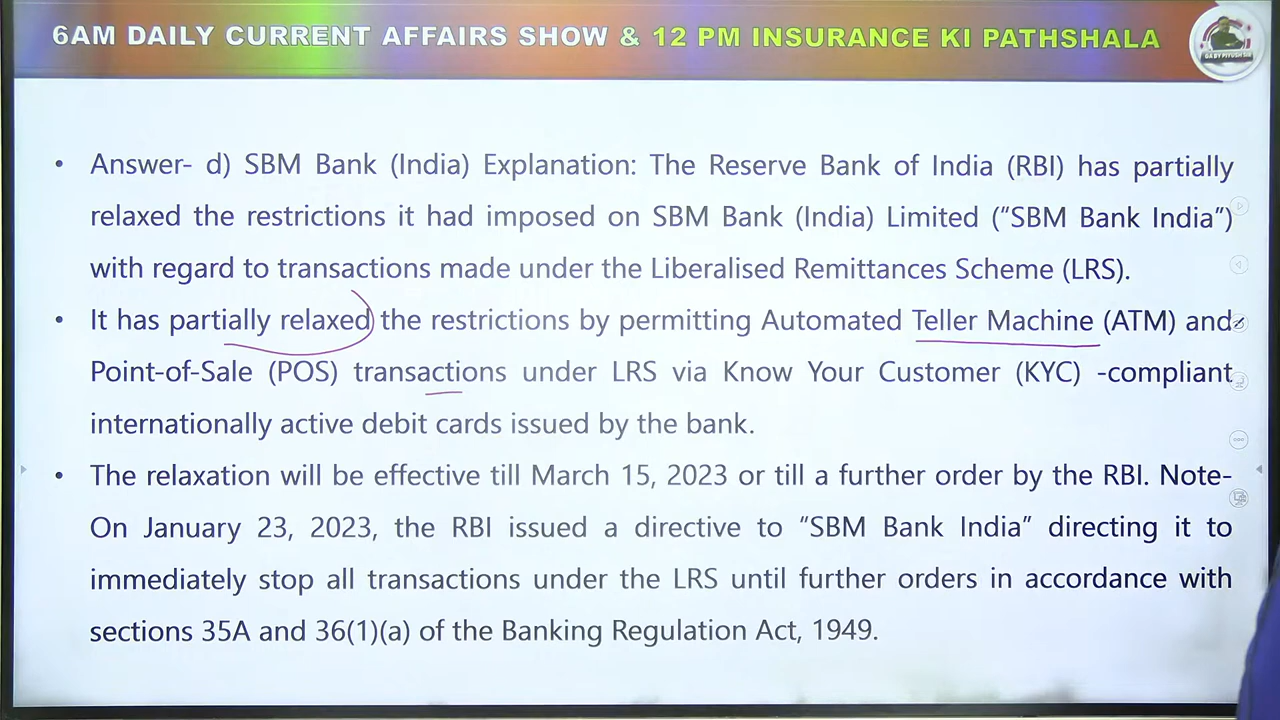 6AM DAILY CURRENT AFFAIRS SHOW & 12 PM INSURANCE KI PATHSHALA
GA BY PIYUSH SIR
• Answer- d) SBM Bank (India) Explanation: The Reserve Bank of India (RBI) has partially
relaxed the restrictions it had imposed on SBM Bank (India) Limited (“SBM Bank India”)
with regard to transactions made under the Liberalised Remittances Scheme (LRS).
• It has partially relaxed the restrictions by permitting Automated Teller Machine (ATM) and
Point-of-Sale (POS) transactions under LRS via Know Your Customer (KYC) -compliant
internationally active debit cards issued by the bank.
• The relaxation will be effective till March 15, 2023 or till a further order by the RBI. Note-
On January 23, 2023, the RBI issued a directive to “SBM Bank India” directing it to
immediately stop all transactions under the LRS until further orders in accordance with
sections 35A and 36(1)(a) of the Banking Regulation Act, 1949.